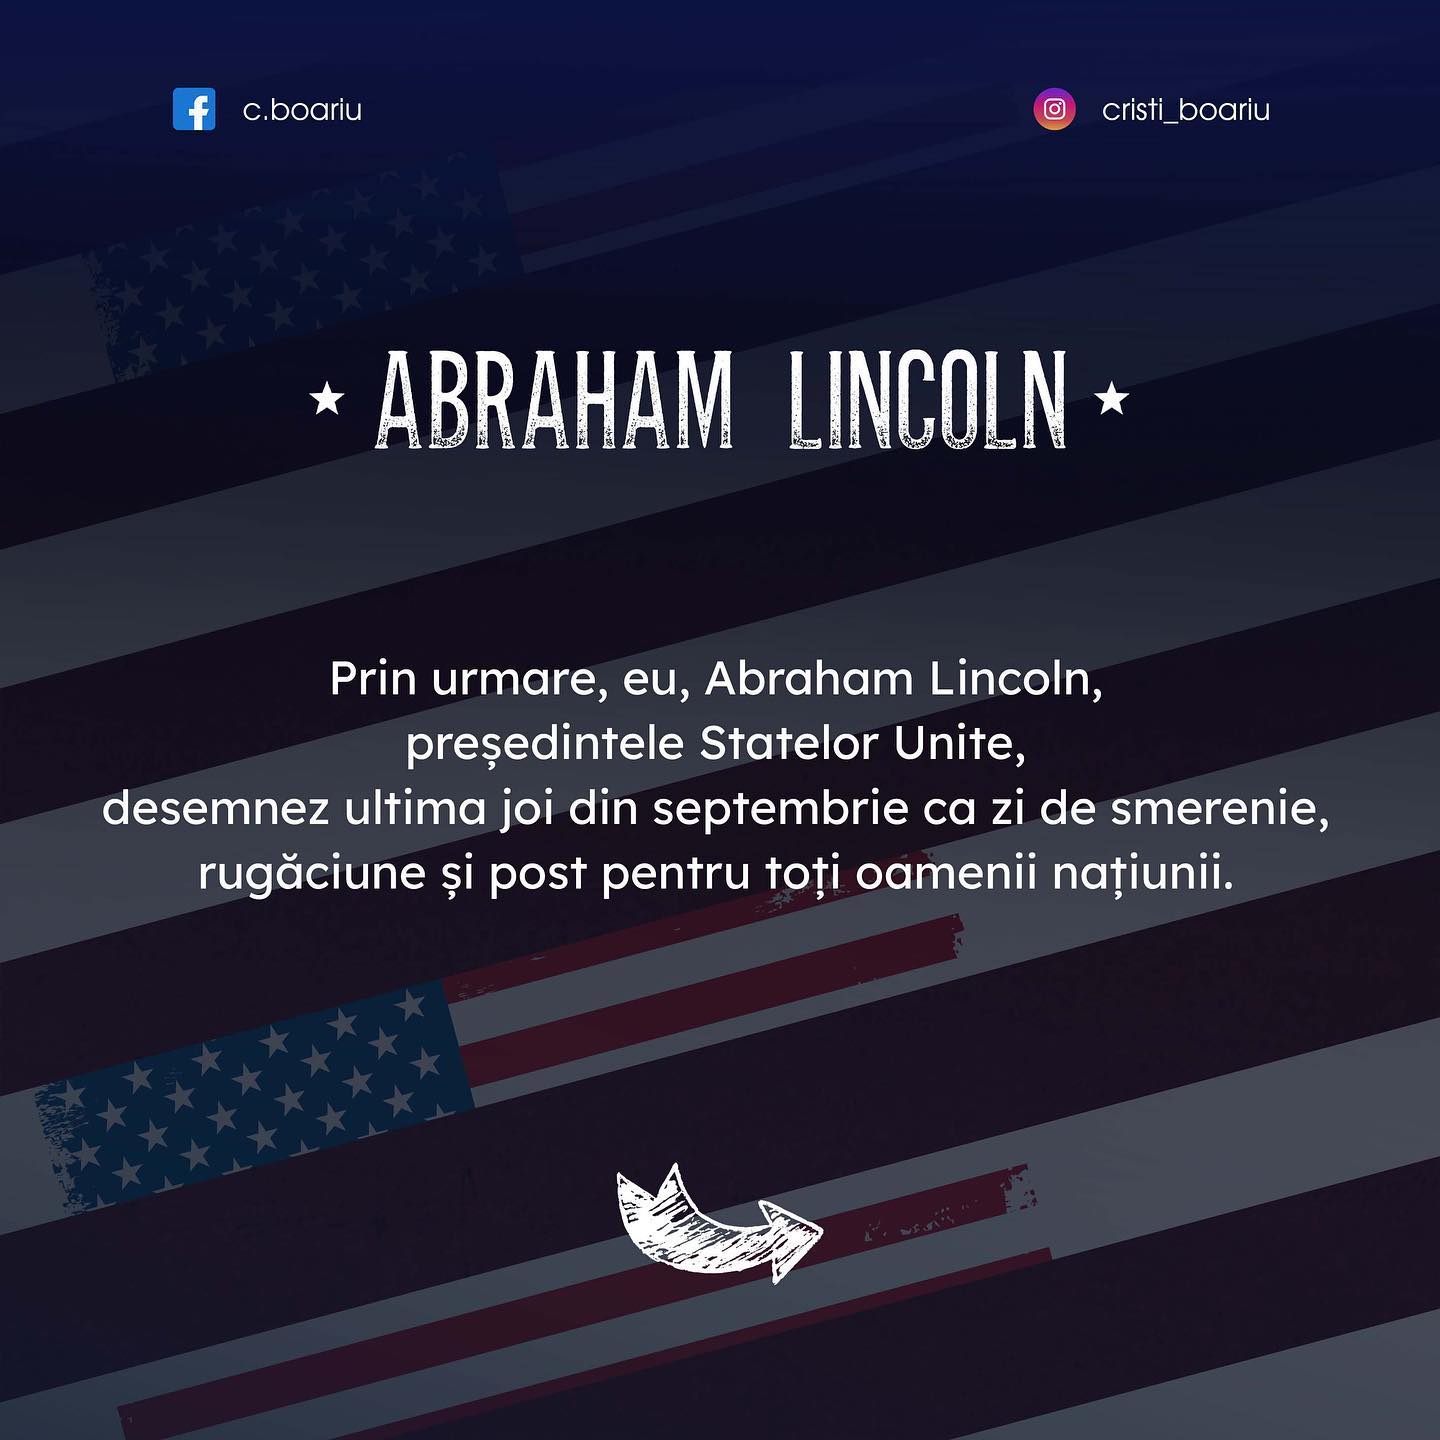 c.boariu
cristi_boariu
ABRAHAM LINCOLN
Prin urmare, eu, Abraham Lincoln,
președintele Statelor Unite,
desemnez ultima joi din septembrie ca zi de smerenie,
rugăciune și post pentru toți oamenii națiunii.